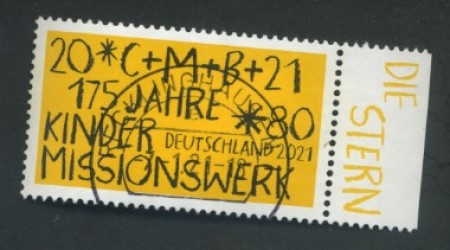 20*C+M+B+21
175 JAHRE *80
KINDER DEUTSCHLAND 2021
MISSIONSWERK
DIE
STERN